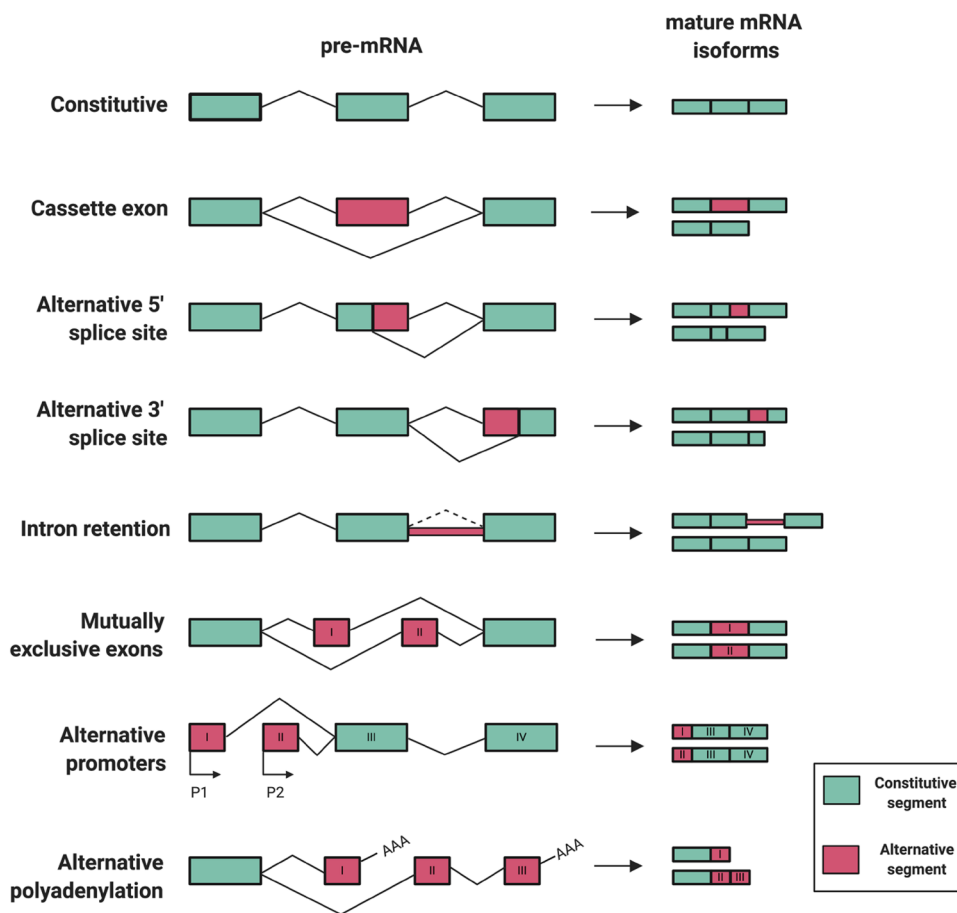 pre-mRNA
mature mRNA
isoforms
Constitutive
Cassette exon
Alternative 5'
splice site
Alternative 3'
splice site
Intron retention
Mutually
exclusive exons
I
II
I
II
Alternative
promoters
I
II
III
IV
P1
P2
I III IV
II III IV
Alternative
polyadenylation
I
AAA
II
III
AAA
I
II III
Constitutive
segment
Alternative
segment